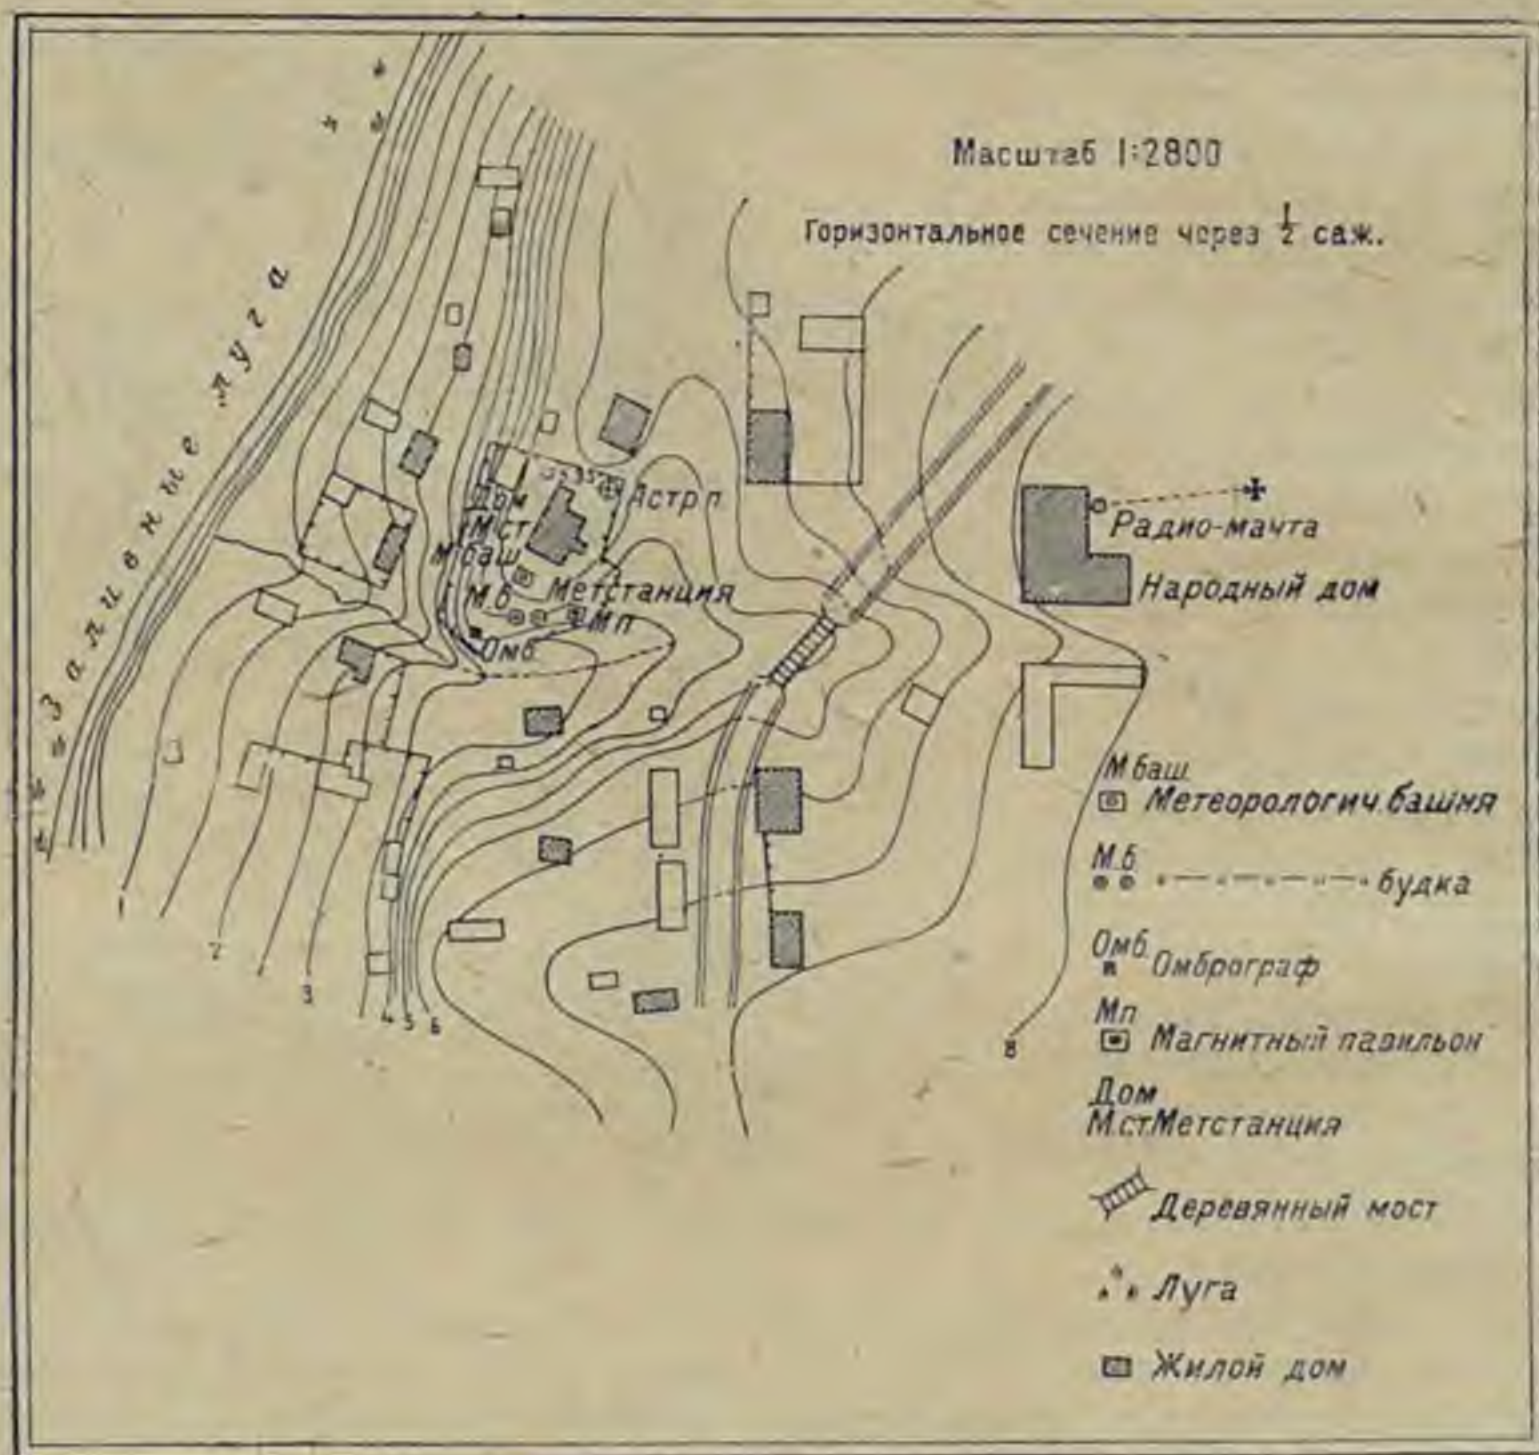 Масштаб 1:2800
Горизонтальное сечение через 1/2 саж.
Заливные луга
Астр п
Дом
М.ст
М баш
Метстанция
М.б
Мп
Омб.
Радио-мачта
Народный дом
М баш.
Метеорологич. башня
М.б
" — " — " — " будка
Омб.
Омброграф
Мп
Магнитный павильон
Дом
М.ст. Метстанция
Деревянный мост
Луга
Жилой дом
1
2
3
4 5 6
8